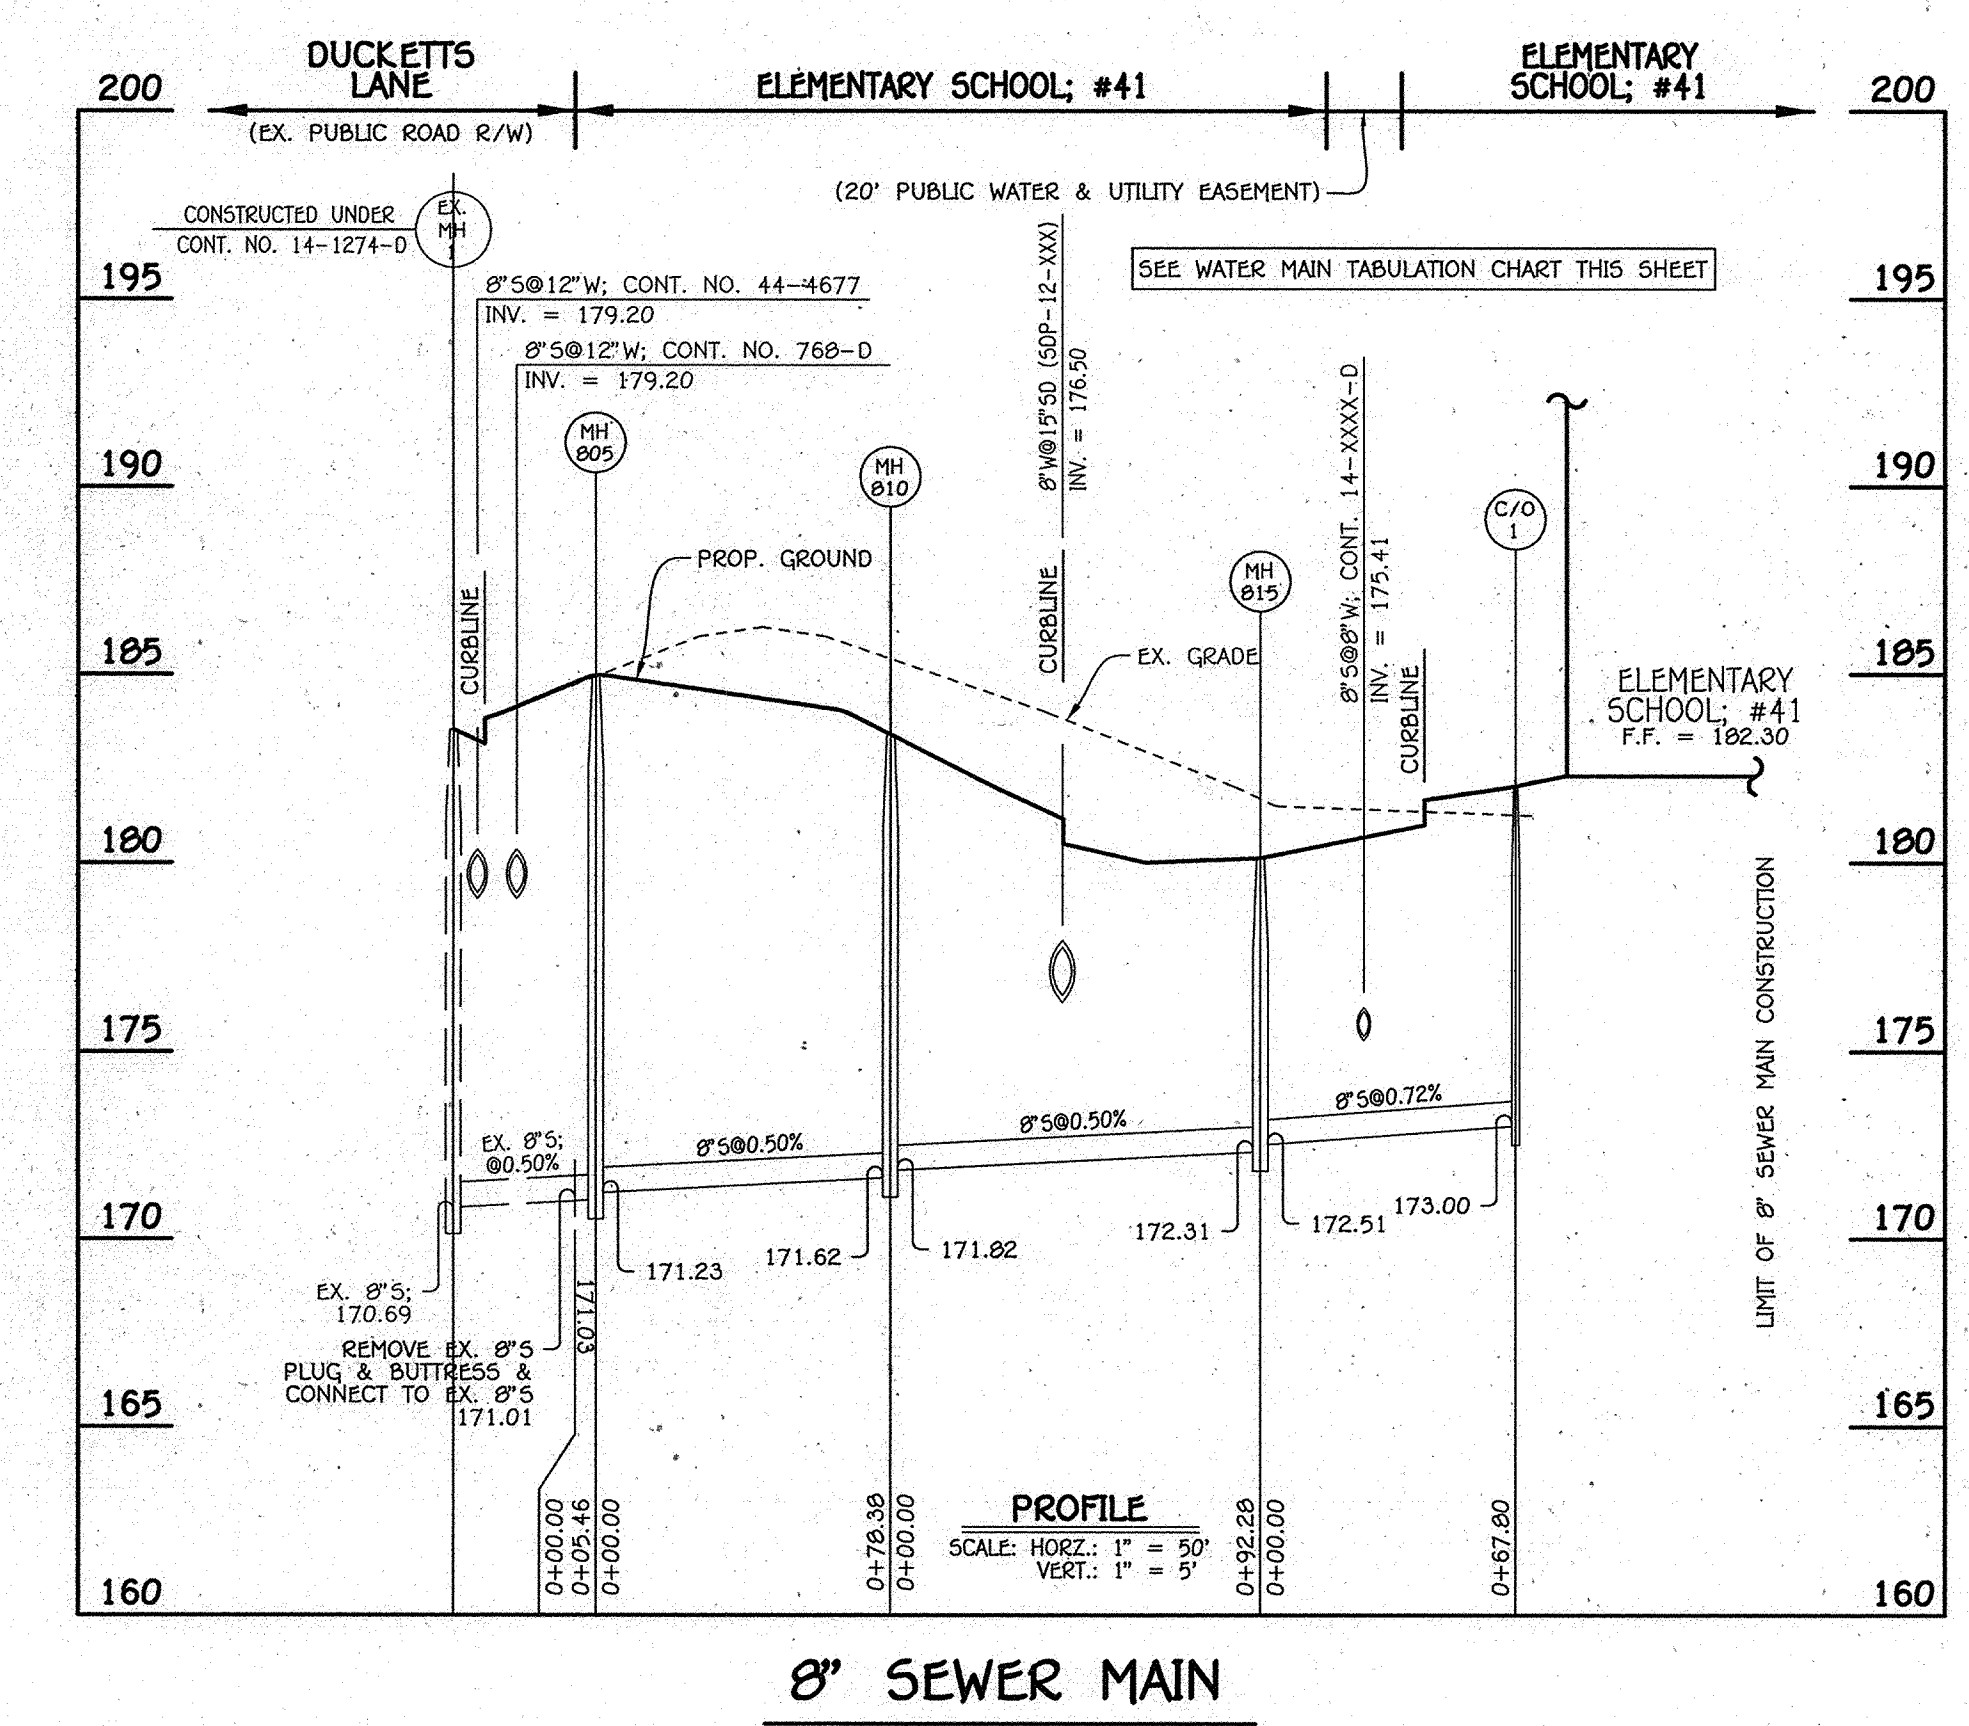 DUCKETTS
LANE
(EX. PUBLIC ROAD R/W)
ELEMENTARY SCHOOL; #41
ELEMENTARY
SCHOOL; #41
(20' PUBLIC WATER & UTILITY EASEMENT)
200
195
190
185
180
175
170
165
160
200
195
190
185
180
175
170
165
160
CONSTRUCTED UNDER
CONT. NO. 14-1274-D
EX.
MH
1
8"S@12"W; CONT. NO. 44-4677
INV. = 179.20
8"S@12"W; CONT. NO. 768-D
INV. = 179.20
SEE WATER MAIN TABULATION CHART THIS SHEET
8"W@15"SD (SDP-12-XXX)
INV. = 176.50
8"S@8"W; CONT. 14-XXXX-D
INV. = 175.41
MH
805
MH
810
MH
815
C/O
1
CURBLINE
CURBLINE
CURBLINE
PROP. GROUND
EX. GRADE
ELEMENTARY
SCHOOL; #41
F.F. = 182.30
LIMIT OF 8" SEWER MAIN CONSTRUCTION
EX. 8"S;
@0.50%
8"S@0.50%
8"S@0.50%
8"S@0.72%
EX. 8"S;
170.69
REMOVE EX. 8"S
PLUG & BUTTRESS &
CONNECT TO EX. 8"S
171.01
171.03
171.23
171.62
171.82
172.31
172.51
173.00
0+00.00
0+05.46
0+00.00
0+78.38
0+00.00
0+92.28
0+00.00
0+67.80
PROFILE
SCALE: HORZ.: 1" = 50'
VERT.: 1" = 5'
8" SEWER MAIN